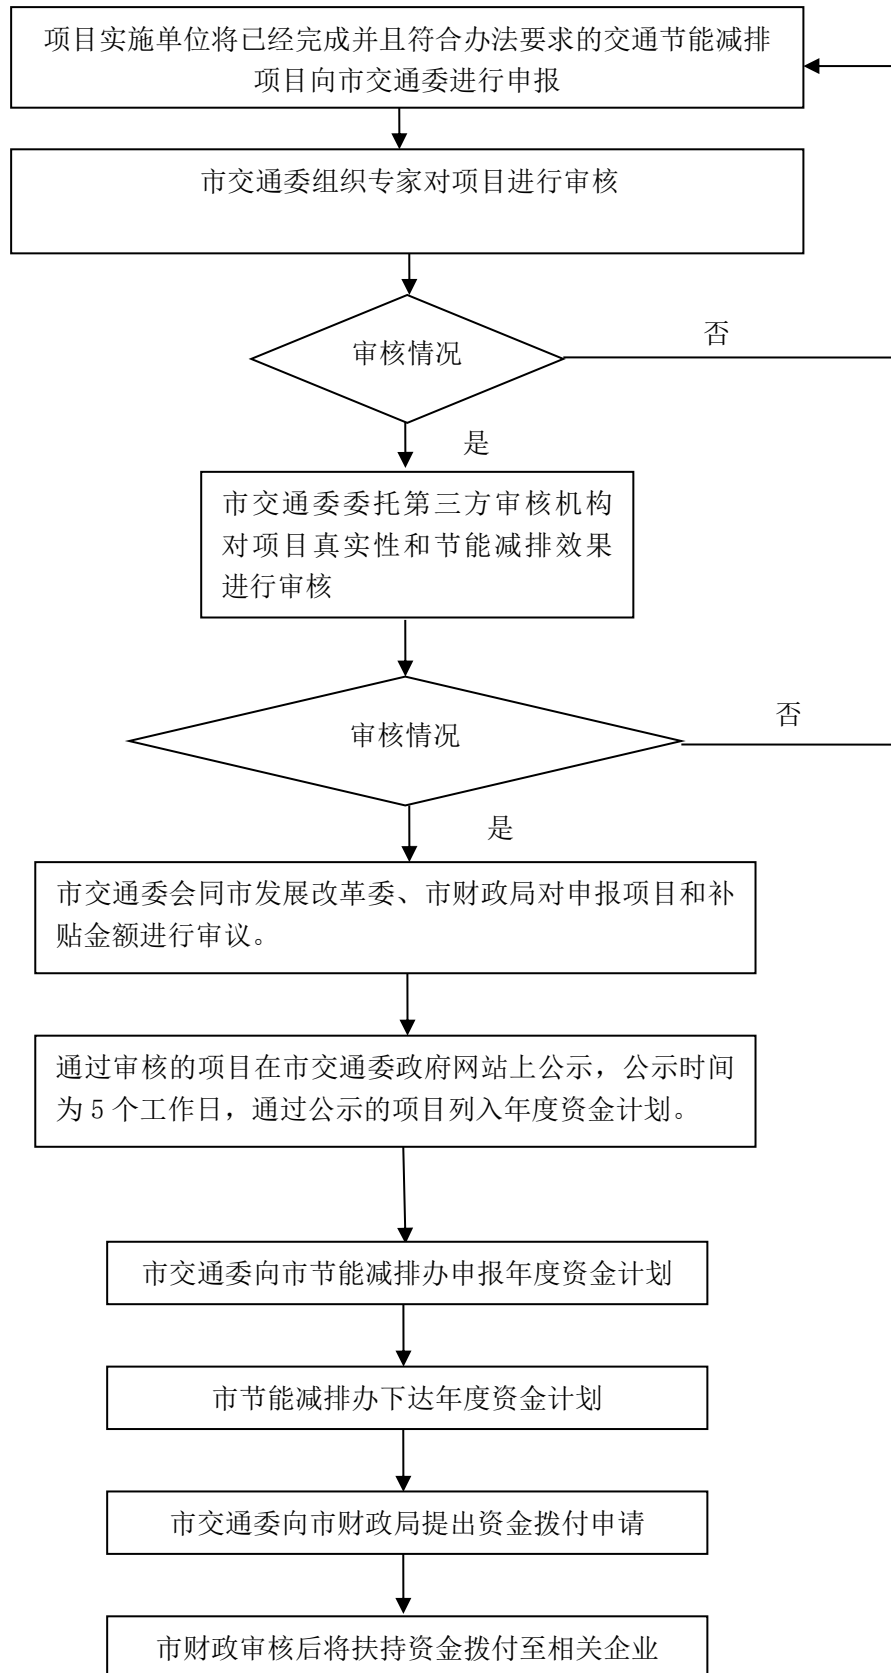 项目实施单位将已经完成并且符合办法要求的交通节能减排
项目向市交通委进行申报
市交通委组织专家对项目进行审核
审核情况
否
是
市交通委委托第三方审核机构
对项目真实性和节能减排效果
进行审核
审核情况
否
是
市交通委会同市发展改革委、市财政局对申报项目和补
贴金额进行审议。
通过审核的项目在市交通委政府网站上公示，公示时间
为 5 个工作日，通过公示的项目列入年度资金计划。
市交通委向市节能减排办申报年度资金计划
市节能减排办下达年度资金计划
市交通委向市财政局提出资金拨付申请
市财政审核后将扶持资金拨付至相关企业